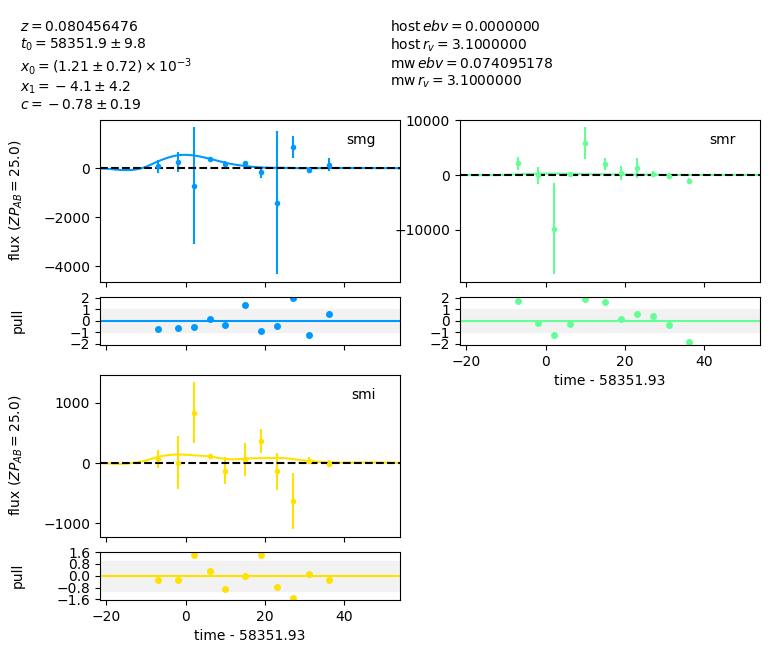 z = 0.080456476
t₀ = 58351.9 ± 9.8
x₀ = (1.21 ± 0.72) × 10⁻³
x₁ = −4.1 ± 4.2
c = −0.78 ± 0.19
host ebv = 0.0000000
host r_v = 3.1000000
mw ebv = 0.074095178
mw r_v = 3.1000000
smg
flux (ZP_AB = 25.0)
0
−2000
−4000
smr
10000
0
−10000
pull
2
1
0
−1
−2
2
1
0
−1
−2
−20
0
20
40
time - 58351.93
smi
flux (ZP_AB = 25.0)
1000
0
−1000
pull
1.6
0.8
0.0
−0.8
−1.6
−20
0
20
40
time - 58351.93